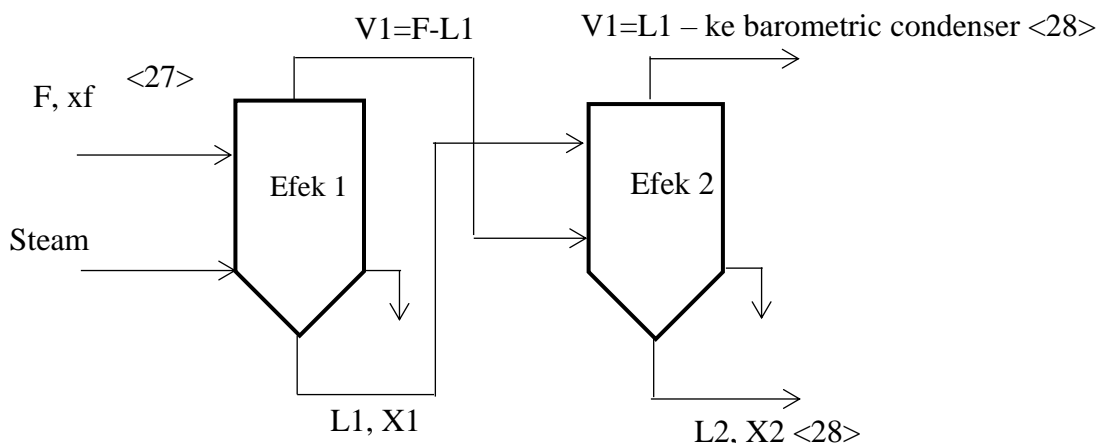 V1=F-L1
V1=L1 – ke barometric condenser <28>
<27>
F, xf
Efek 1
Efek 2
Steam
L1, X1
L2, X2 <28>